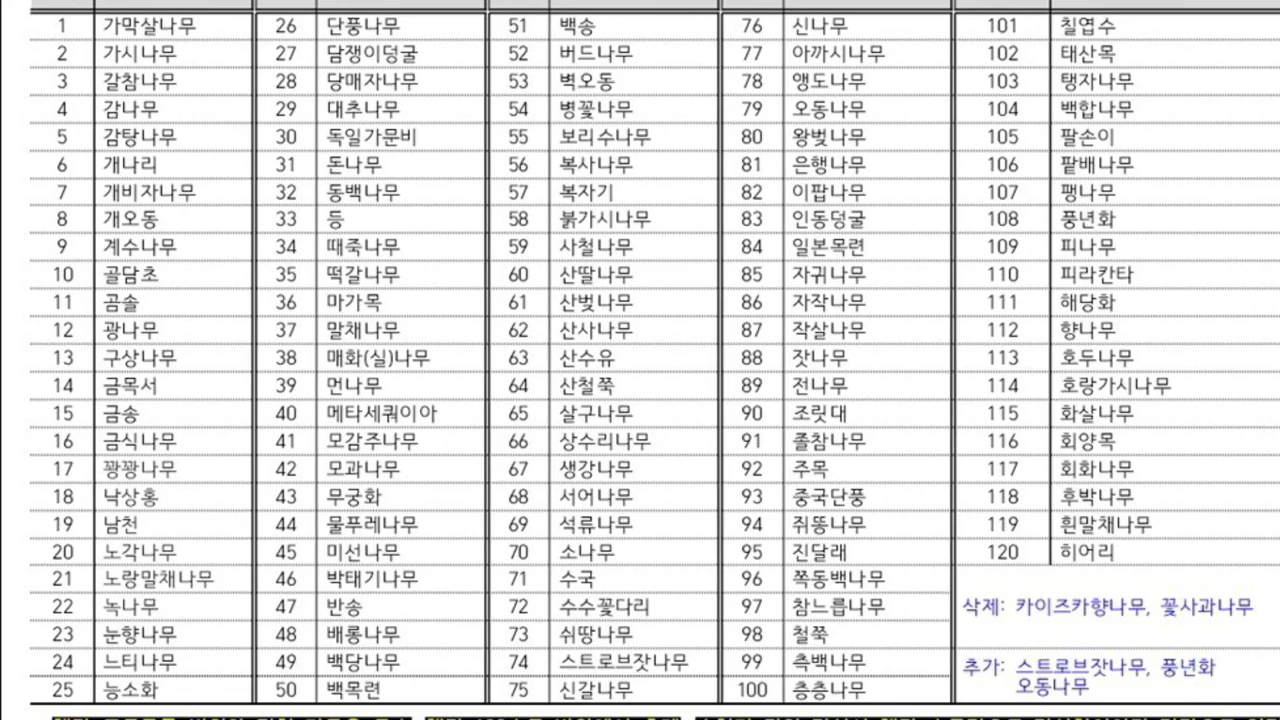 1 가막살나무
2 가시나무
3 갈참나무
4 감나무
5 감탕나무
6 개나리
7 개비자나무
8 개오동
9 계수나무
10 골담초
11 곰솔
12 광나무
13 구상나무
14 금목서
15 금송
16 금식나무
17 꽝꽝나무
18 낙상홍
19 남천
20 노각나무
21 노랑말채나무
22 녹나무
23 눈향나무
24 느티나무
25 능소화
26 단풍나무
27 담쟁이덩굴
28 당매자나무
29 대추나무
30 독일가문비
31 돈나무
32 동백나무
33 등
34 때죽나무
35 떡갈나무
36 마가목
37 말채나무
38 매화(실)나무
39 먼나무
40 메타세쿼이아
41 모감주나무
42 모과나무
43 무궁화
44 물푸레나무
45 미선나무
46 박태기나무
47 반송
48 배롱나무
49 백당나무
50 백목련
51 백송
52 버드나무
53 벽오동
54 병꽃나무
55 보리수나무
56 복사나무
57 복자기
58 붉가시나무
59 사철나무
60 산딸나무
61 산벚나무
62 산사나무
63 산수유
64 산철쭉
65 살구나무
66 상수리나무
67 생강나무
68 서어나무
69 석류나무
70 소나무
71 수국
72 수수꽃다리
73 쉬땅나무
74 스트로브잣나무
75 신갈나무
76 신나무
77 아까시나무
78 앵도나무
79 오동나무
80 왕벚나무
81 은행나무
82 이팝나무
83 인동덩굴
84 일본목련
85 자귀나무
86 자작나무
87 작살나무
88 잣나무
89 전나무
90 조릿대
91 졸참나무
92 주목
93 중국단풍
94 쥐똥나무
95 진달래
96 쪽동백나무
97 참느릅나무
98 철쭉
99 측백나무
100 층층나무
101 칠엽수
102 태산목
103 탱자나무
104 백합나무
105 팔손이
106 팥배나무
107 팽나무
108 풍년화
109 피나무
110 피라칸타
111 해당화
112 향나무
113 호두나무
114 호랑가시나무
115 화살나무
116 회양목
117 회화나무
118 후박나무
119 흰말채나무
120 히어리
삭제: 카이즈카향나무, 꽃사과나무
추가: 스트로브잣나무, 풍년화
오동나무